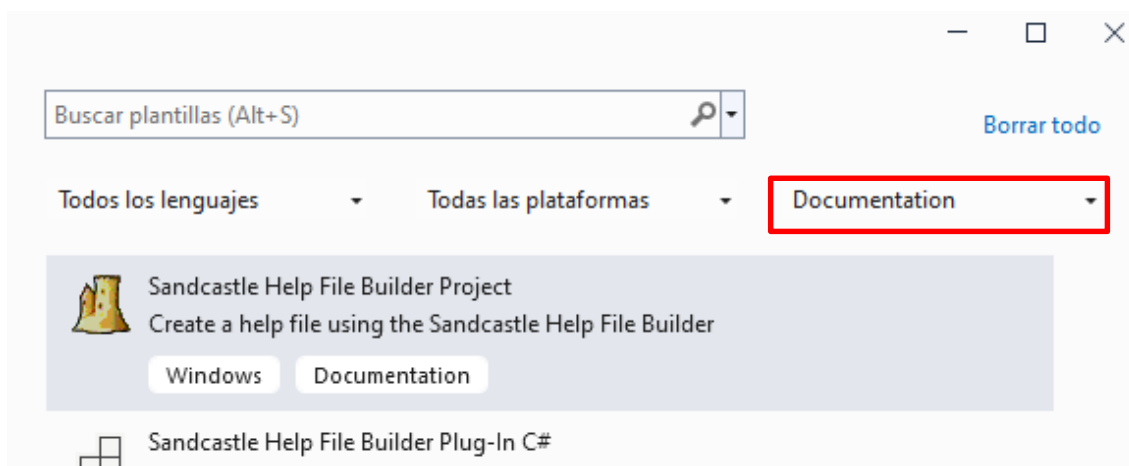 Buscar plantillas (Alt+S)
Borrar todo
Todos los lenguajes Todas las plataformas Documentation
Sandcastle Help File Builder Project
Create a help file using the Sandcastle Help File Builder
Windows Documentation
Sandcastle Help File Builder Plug-In C#